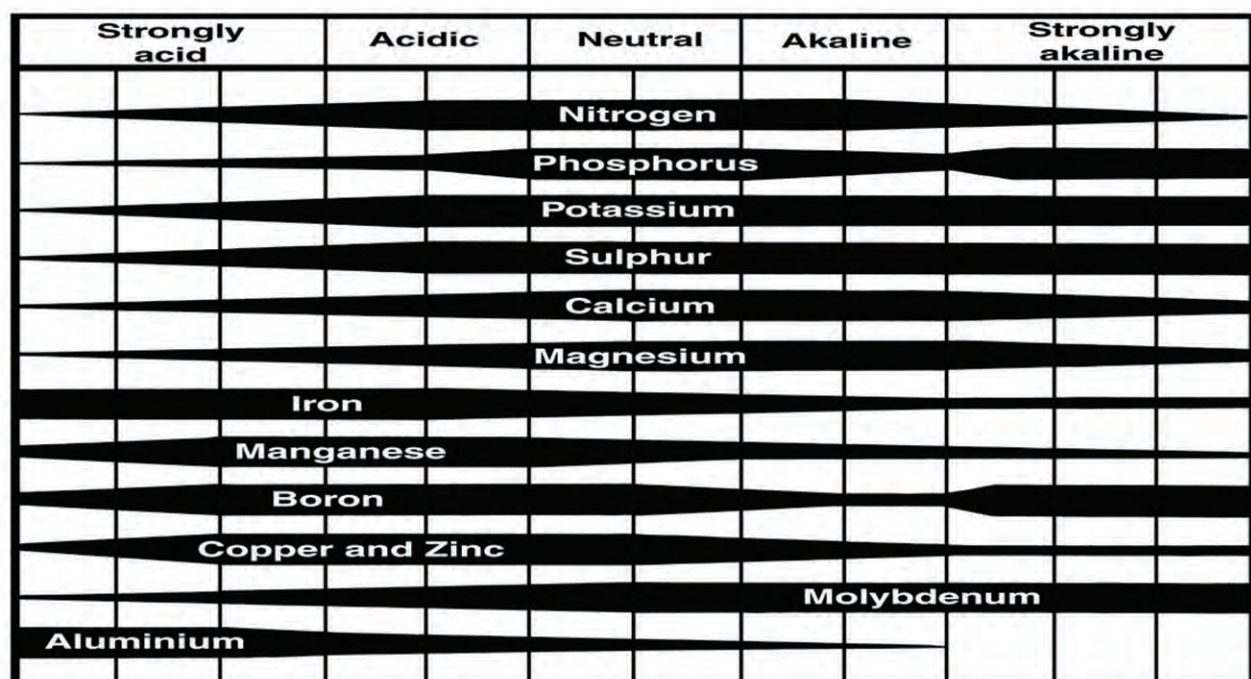 Strongly
acid
Acidic
Neutral
Akaline
Strongly
akaline
Nitrogen
Phosphorus
Potassium
Sulphur
Calcium
Magnesium
Iron
Manganese
Boron
Copper and Zinc
Molybdenum
Aluminium